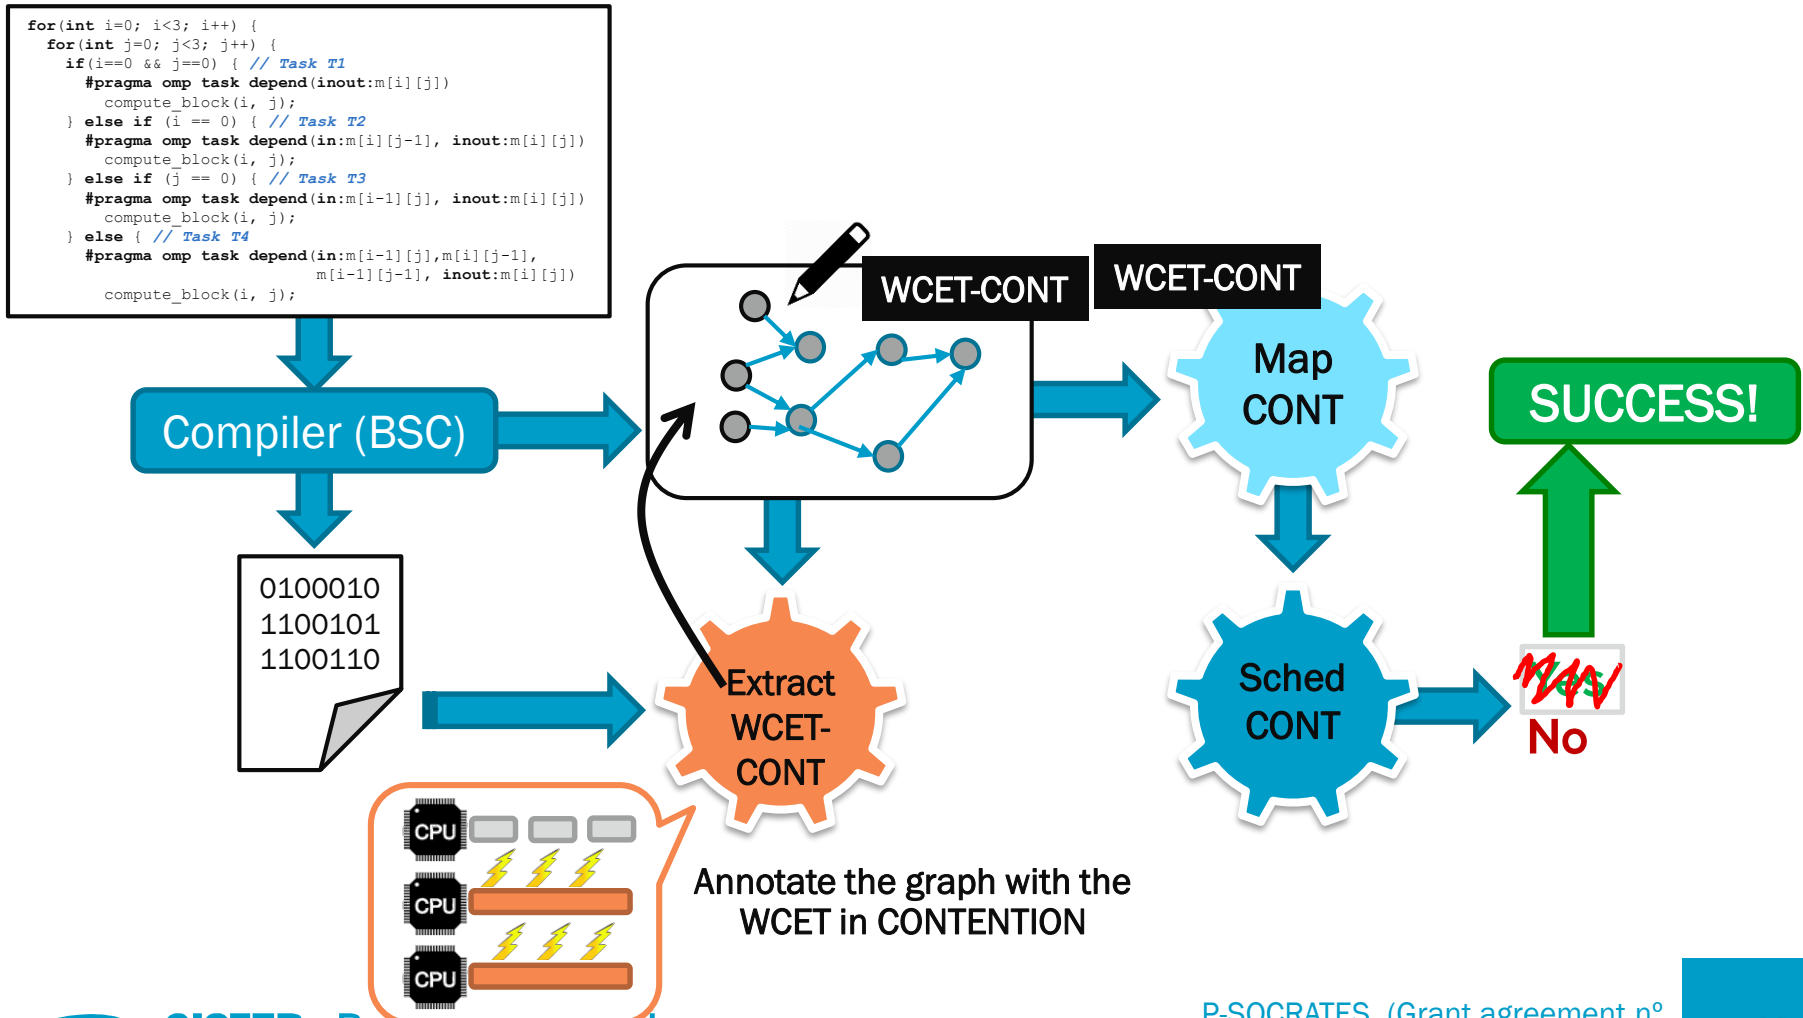 for(int i=0; i<3; i++) {
for(int j=0; j<3; j++) {
if(i==0 && j==0) { // Task T1
#pragma omp task depend(inout:m[i][j])
compute_block(i, j);
} else if (i == 0) { // Task T2
#pragma omp task depend(in:m[i][j-1], inout:m[i][j])
compute_block(i, j);
} else if (j == 0) { // Task T3
#pragma omp task depend(in:m[i-1][j], inout:m[i][j])
compute_block(i, j);
} else { // Task T4
#pragma omp task depend(in:m[i-1][j],m[i][j-1],
m[i-1][j-1], inout:m[i][j])
compute_block(i, j);
WCET-CONT
WCET-CONT
Map
CONT
SUCCESS!
Compiler (BSC)
0100010
1100101
1100110
Extract
WCET-
CONT
Sched
CONT
Yes
No
CPU
CPU
CPU
Annotate the graph with the
WCET in CONTENTION
P-SOCRATES (Grant agreement nº